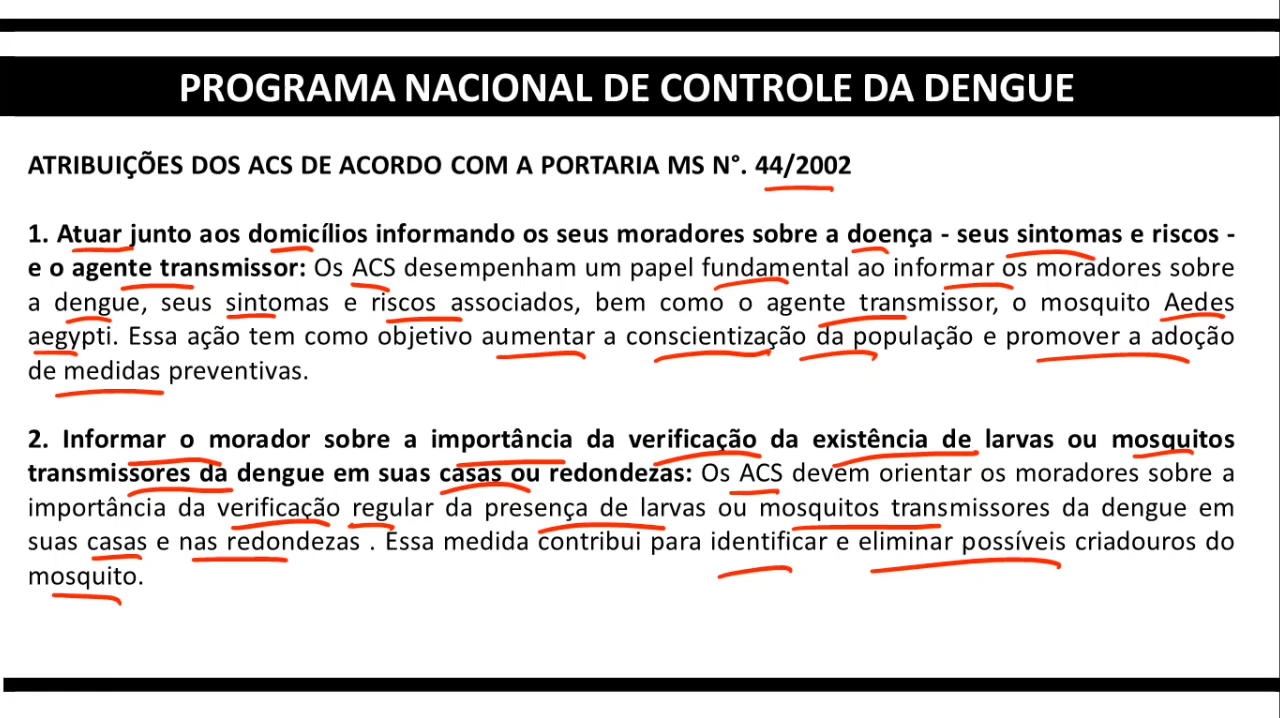 PROGRAMA NACIONAL DE CONTROLE DA DENGUE
ATRIBUIÇÕES DOS ACS DE ACORDO COM A PORTARIA MS N°. 44/2002
1. Atuar junto aos domicílios informando os seus moradores sobre a doença - seus sintomas e riscos -
e o agente transmissor: Os ACS desempenham um papel fundamental ao informar os moradores sobre
a dengue, seus sintomas e riscos associados, bem como o agente transmissor, o mosquito Aedes
aegypti. Essa ação tem como objetivo aumentar a conscientização da população e promover a adoção
de medidas preventivas.
2. Informar o morador sobre a importância da verificação da existência de larvas ou mosquitos
transmissores da dengue em suas casas ou redondezas: Os ACS devem orientar os moradores sobre a
importância da verificação regular da presença de larvas ou mosquitos transmissores da dengue em
suas casas e nas redondezas . Essa medida contribui para identificar e eliminar possíveis criadouros do
mosquito.